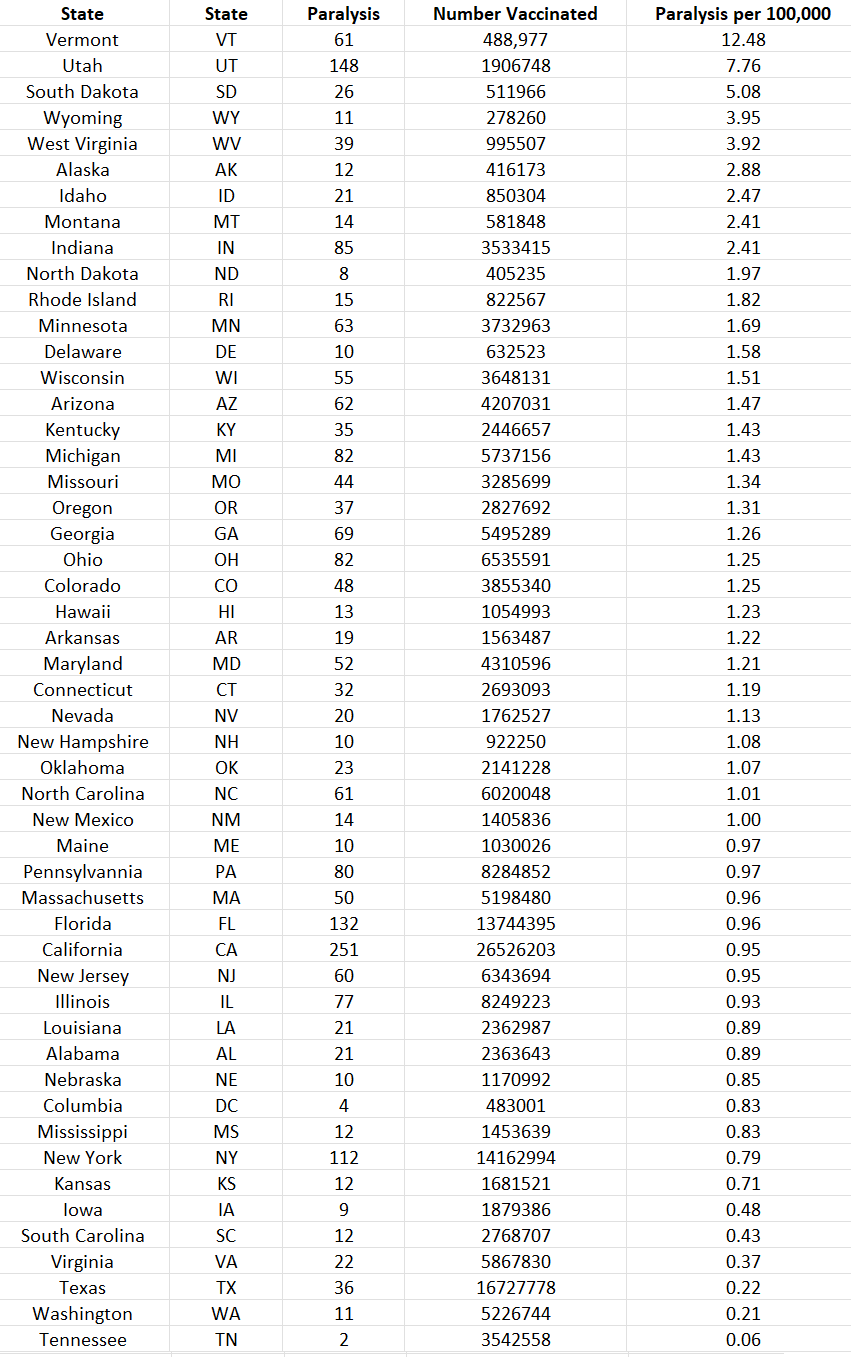 State State Paralysis Number Vaccinated Paralysis per 100,000
Vermont VT 61 488,977 12.48
Utah UT 148 1906748 7.76
South Dakota SD 26 511966 5.08
Wyoming WY 11 278260 3.95
West Virginia WV 39 995507 3.92
Alaska AK 12 416173 2.88
Idaho ID 21 850304 2.47
Montana MT 14 581848 2.41
Indiana IN 85 3533415 2.41
North Dakota ND 8 405235 1.97
Rhode Island RI 15 822567 1.82
Minnesota MN 63 3732963 1.69
Delaware DE 10 632523 1.58
Wisconsin WI 55 3648131 1.51
Arizona AZ 62 4207031 1.47
Kentucky KY 35 2446657 1.43
Michigan MI 82 5737156 1.43
Missouri MO 44 3285699 1.34
Oregon OR 37 2827692 1.31
Georgia GA 69 5495289 1.26
Ohio OH 82 6535591 1.25
Colorado CO 48 3855340 1.25
Hawaii HI 13 1054993 1.23
Arkansas AR 19 1563487 1.22
Maryland MD 52 4310596 1.21
Connecticut CT 32 2693093 1.19
Nevada NV 20 1762527 1.13
New Hampshire NH 10 922250 1.08
Oklahoma OK 23 2141228 1.07
North Carolina NC 61 6020048 1.01
New Mexico NM 14 1405836 1.00
Maine ME 10 1030026 0.97
Pennsylvannia PA 80 8284852 0.97
Massachusetts MA 50 5198480 0.96
Florida FL 132 13744395 0.96
California CA 251 26526203 0.95
New Jersey NJ 60 6343694 0.95
Illinois IL 77 8249223 0.93
Louisiana LA 21 2362987 0.89
Alabama AL 21 2363643 0.89
Nebraska NE 10 1170992 0.85
Columbia DC 4 483001 0.83
Mississippi MS 12 1453639 0.83
New York NY 112 14162994 0.79
Kansas KS 12 1681521 0.71
Iowa IA 9 1879386 0.48
South Carolina SC 12 2768707 0.43
Virginia VA 22 5867830 0.37
Texas TX 36 16727778 0.22
Washington WA 11 5226744 0.21
Tennessee TN 2 3542558 0.06